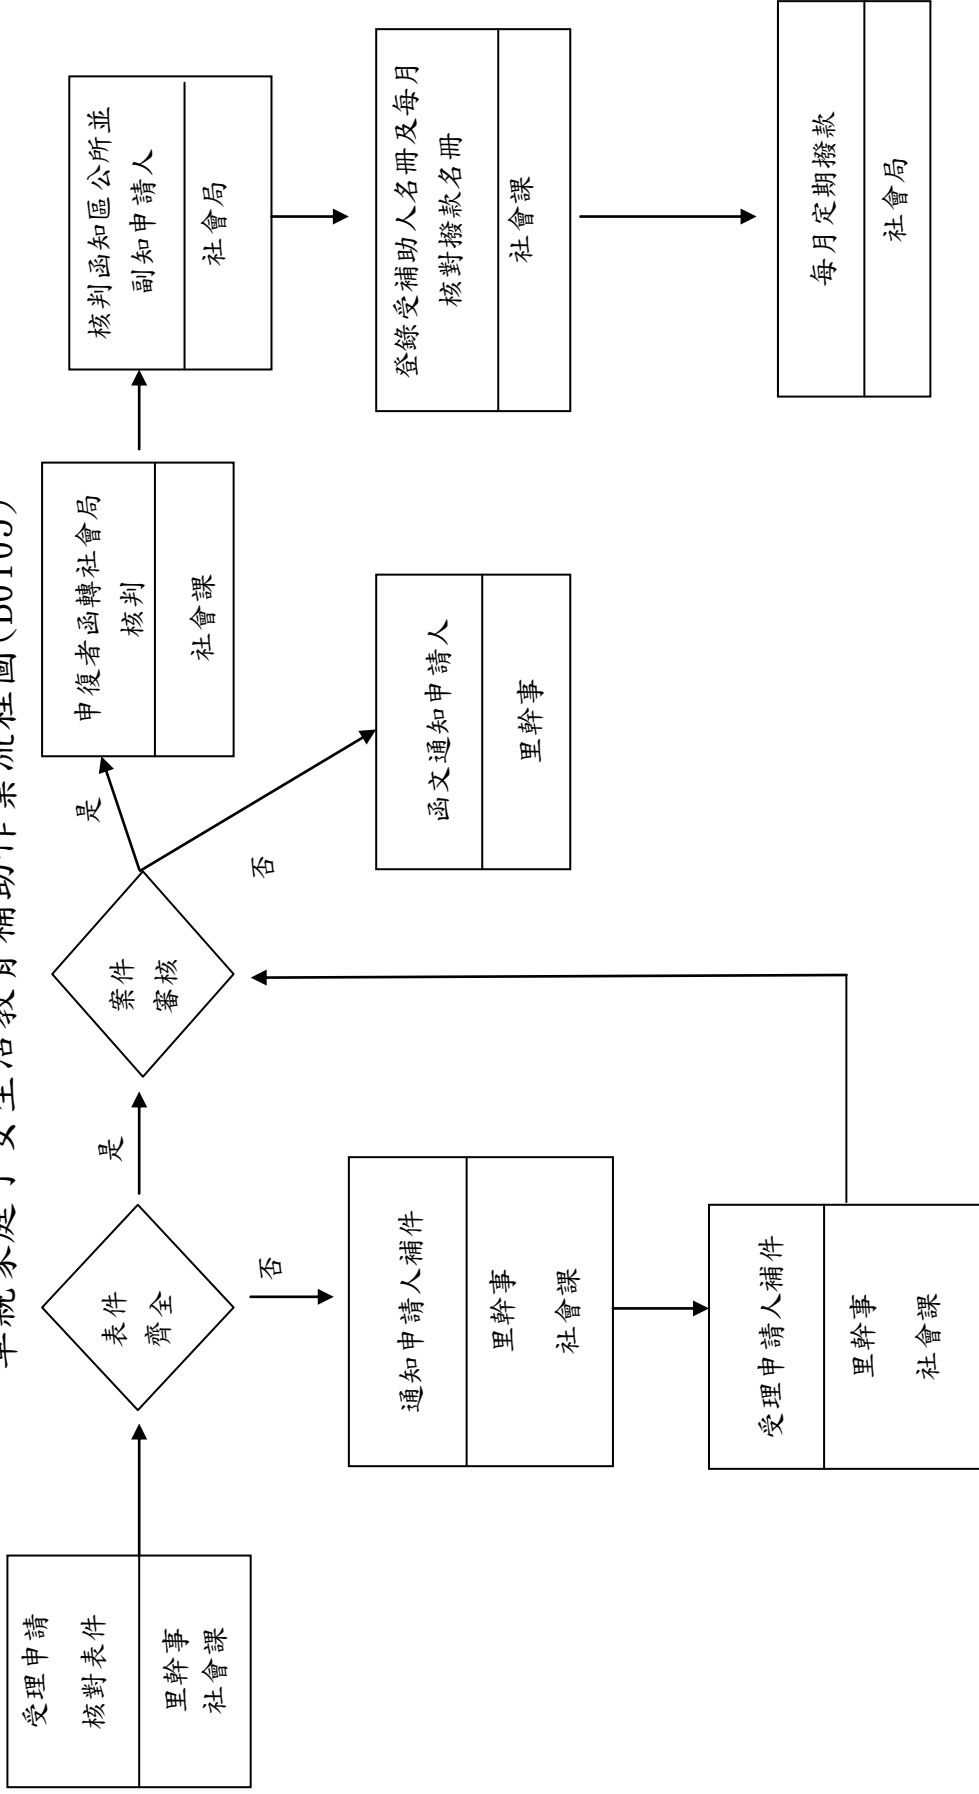 單親家庭子女生活教育補助作業流程圖(B0105)
受理申請
核對表件
里幹事
社會課
表件
齊全
是
否
通知申請人補件
里幹事
社會課
受理申請人補件
里幹事
社會課
案件
審核
是
否
申復者函轉社會局
核判
社會課
函文通知申請人
里幹事
核判函知區公所並
副知申請人
社會局
登錄受補助人名冊及每月
核對撥款名冊
社會課
每月定期撥款
社會局